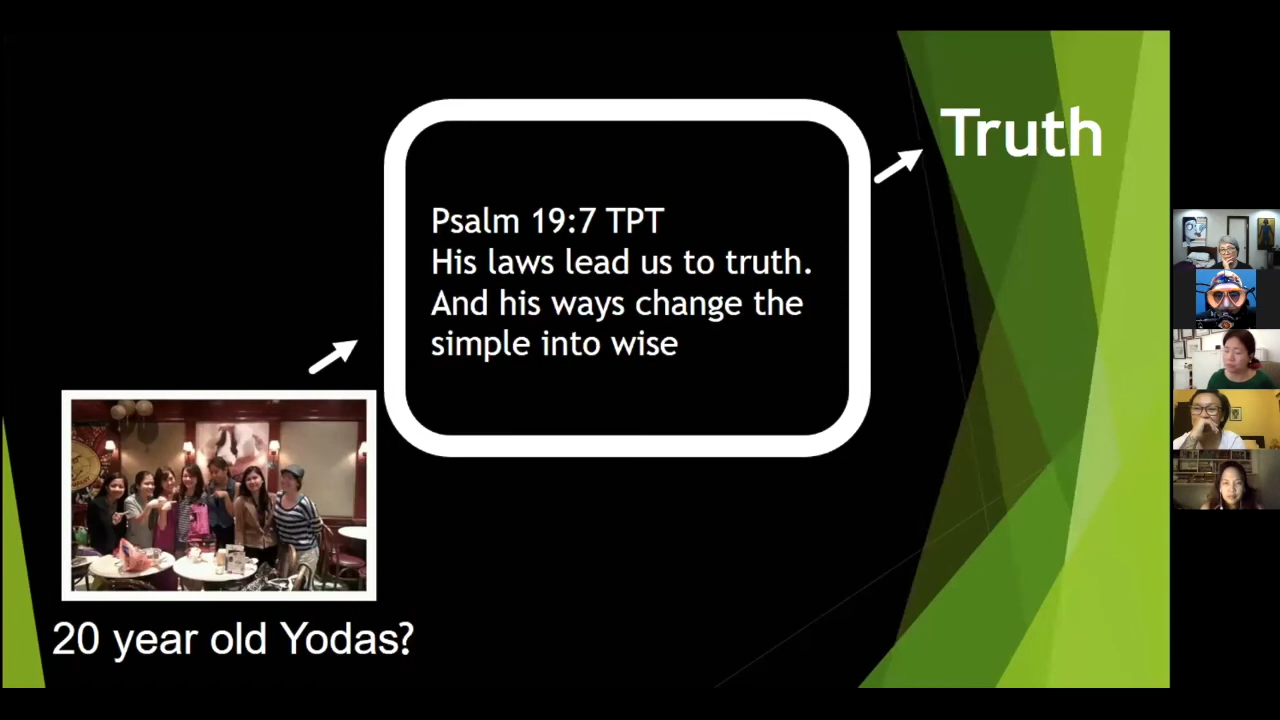 Truth
Psalm 19:7 TPT
His laws lead us to truth.
And his ways change the
simple into wise
20 year old Yodas?